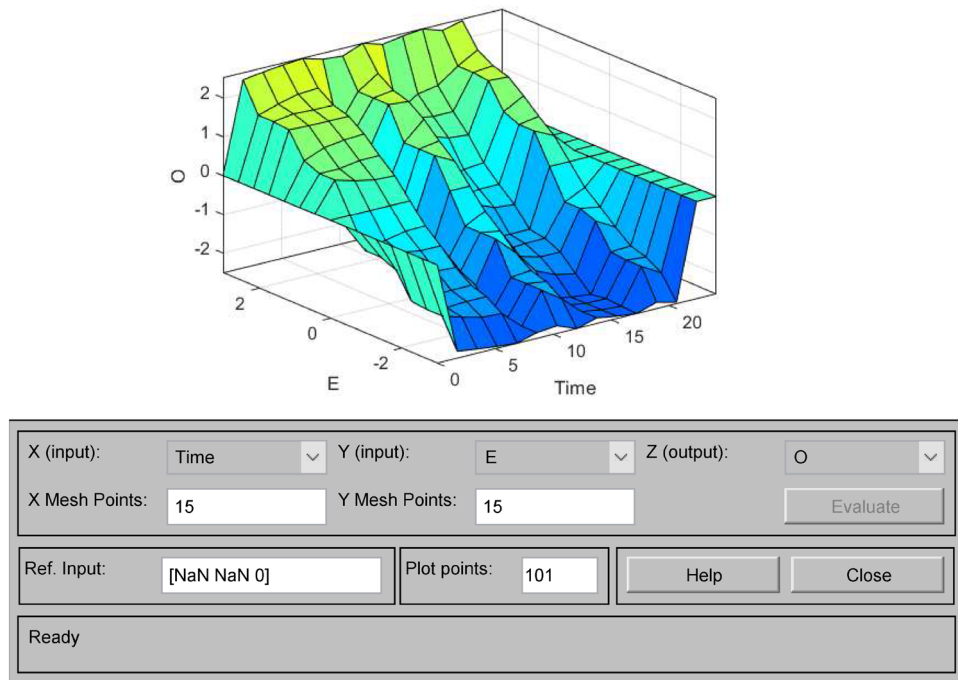 2
1
0
-1
-2
O
2
0
-2
E
0
5
10
15
20
Time
X (input): Time Y (input): E Z (output): O
X Mesh Points: 15 Y Mesh Points: 15 Evaluate
Ref. Input: [NaN NaN 0] Plot points: 101 Help Close
Ready